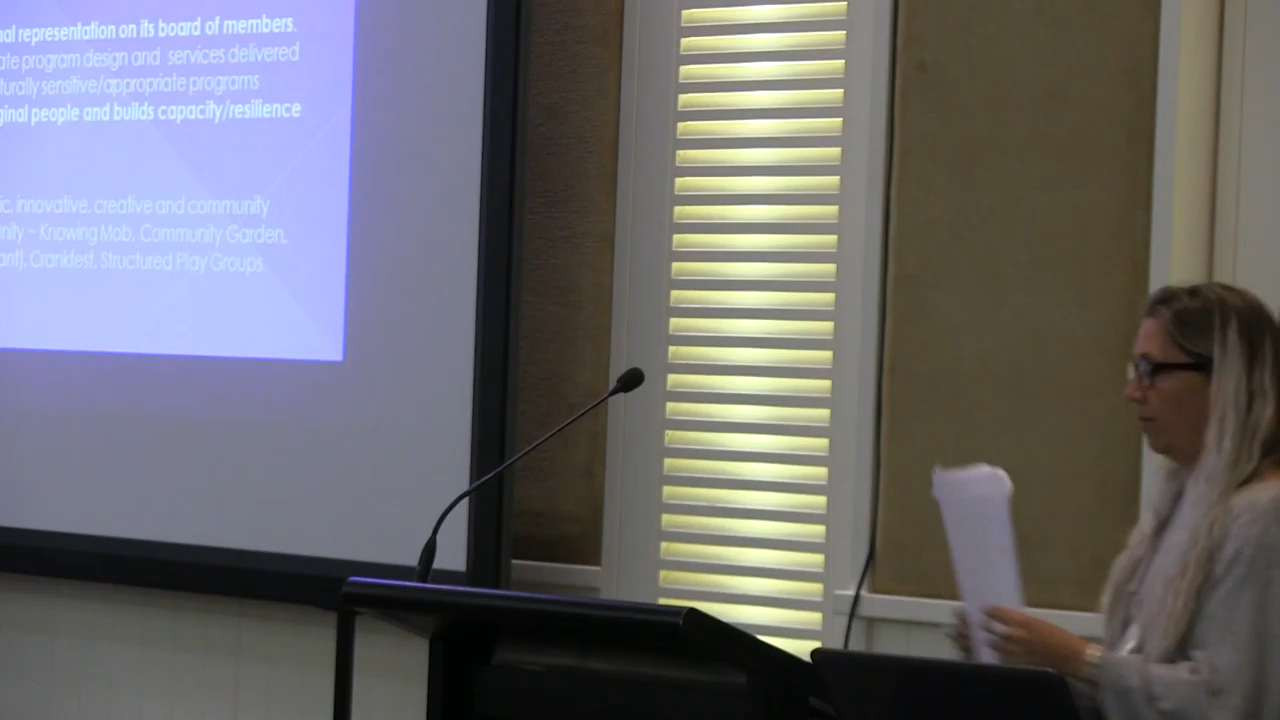 nal representation on its board of members.
ate program design and services delivered
turally sensitive/appropriate programs
ginal people and builds capacity/resilience
ic, innovative, creative and community
unity ~ Knowing Mob, Community Garden,
ant), Crankfest, Structured Play Groups